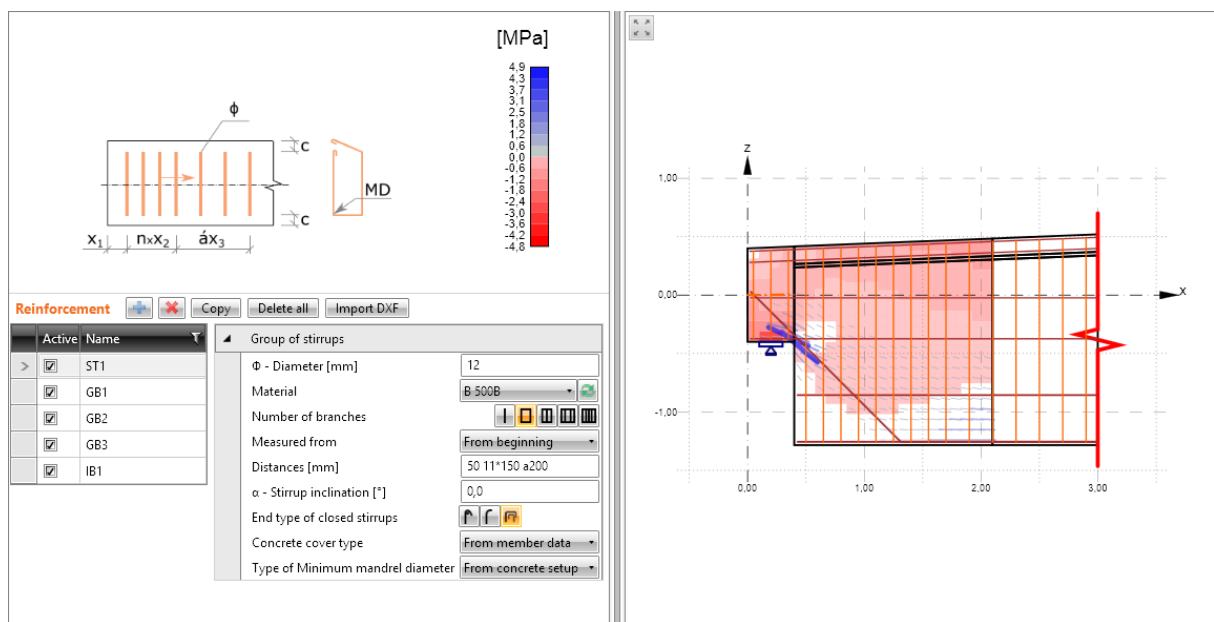 [MPa]
4,9
4,3
3,7
3,1
2,5
1,8
1,2
0,6
0,0
-0,6
-1,2
-1,8
-2,4
-3,0
-3,6
-4,2
-4,8
ϕ
c
MD
c
x₁ n×x₂ áx₃
Reinforcement Copy Delete all Import DXF
Active Name
ST1
GB1
GB2
GB3
IB1
Group of stirrups
Φ - Diameter [mm] 12
Material B 500B
Number of branches
Measured from From beginning
Distances [mm] 50 11*150 a200
α - Stirrup inclination [°] 0,0
End type of closed stirrups
Concrete cover type From member data
Type of Minimum mandrel diameter From concrete setup
z
1,00
0,00
x
-1,00
0,00 1,00 2,00 3,00